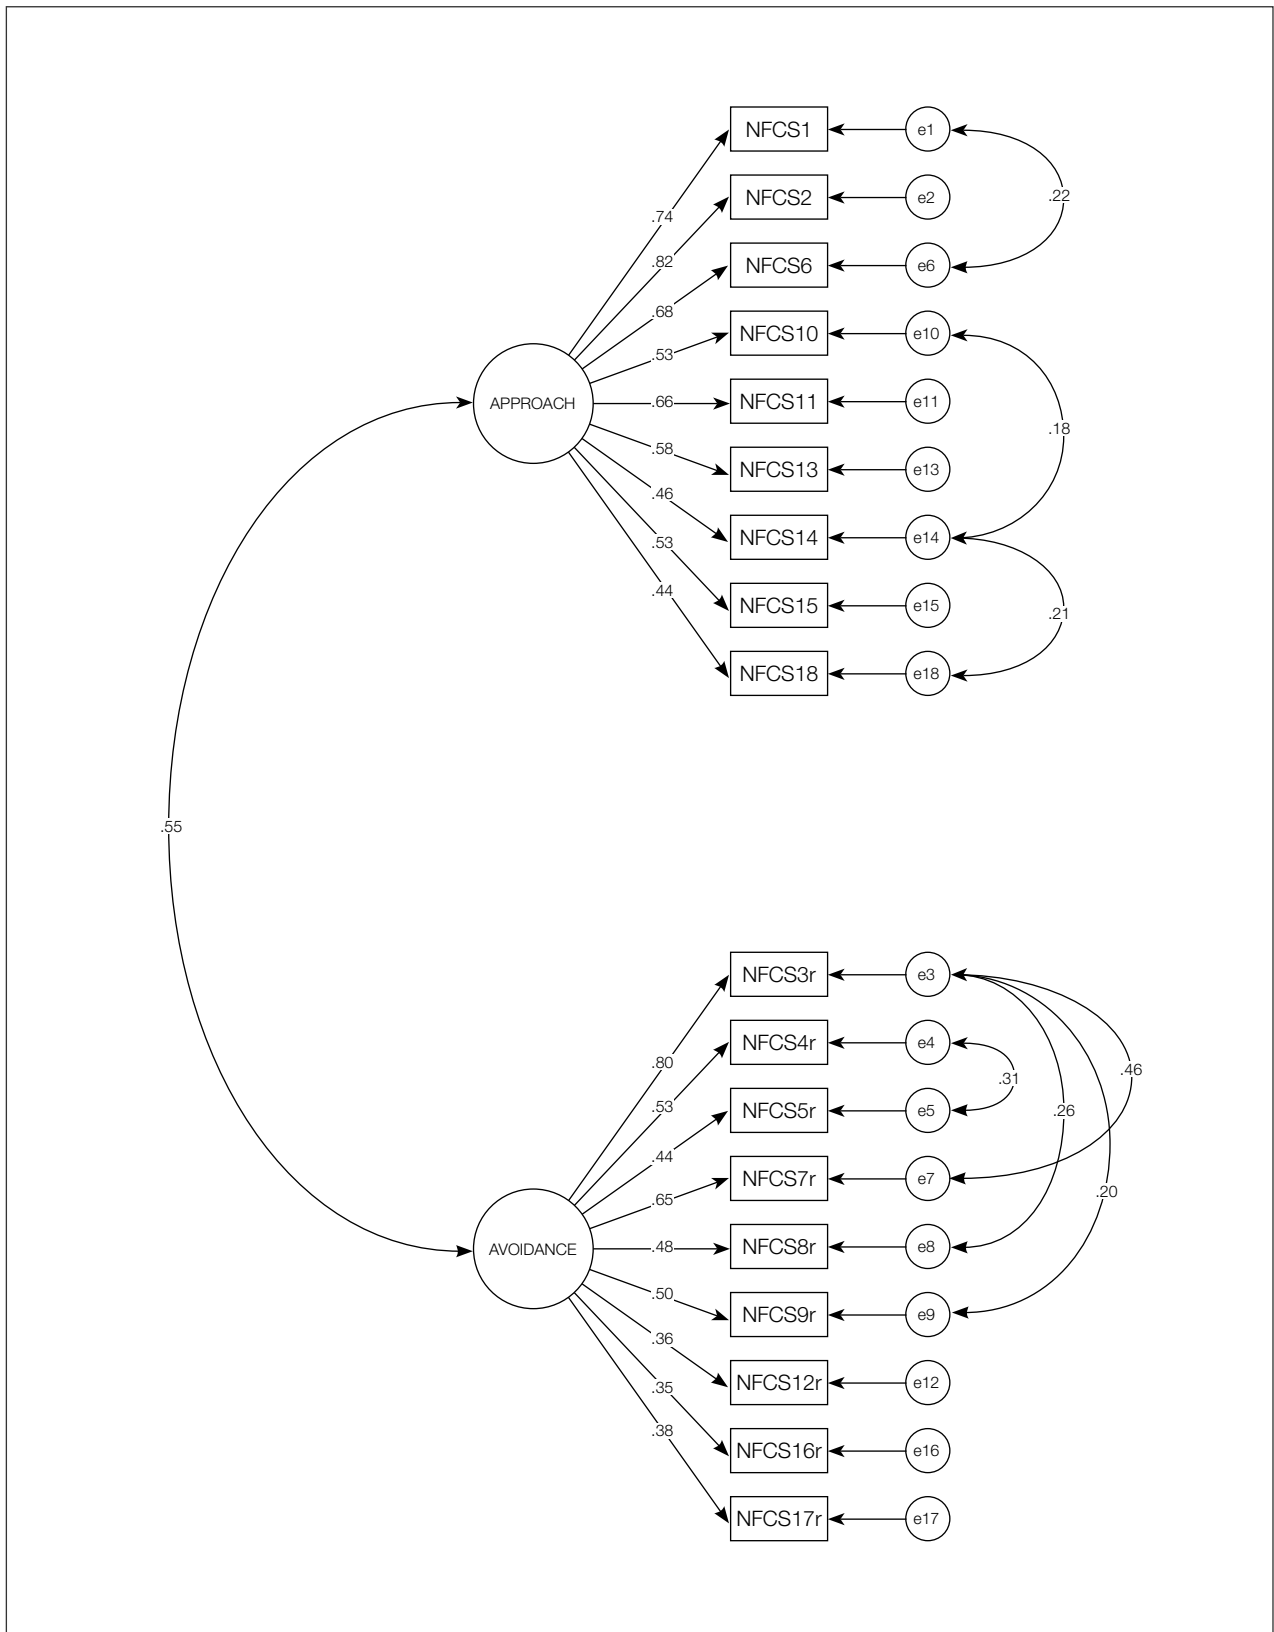 NFCS1 e1
.22
NFCS2 e2
.74
.82
NFCS6 e6
.68
NFCS10 e10
.53
APPROACH .66 NFCS11 e11
.18
.58
NFCS13 e13
.46
NFCS14 e14
.53
.44
NFCS15 e15
.21
NFCS18 e18
.55
NFCS3r e3
.80
NFCS4r e4
.46
.31
.53
NFCS5r e5
.26
.44
NFCS7r e7
.65
.20
AVOIDANCE .48 NFCS8r e8
.50
NFCS9r e9
.36
NFCS12r e12
.35
.38
NFCS16r e16
NFCS17r e17